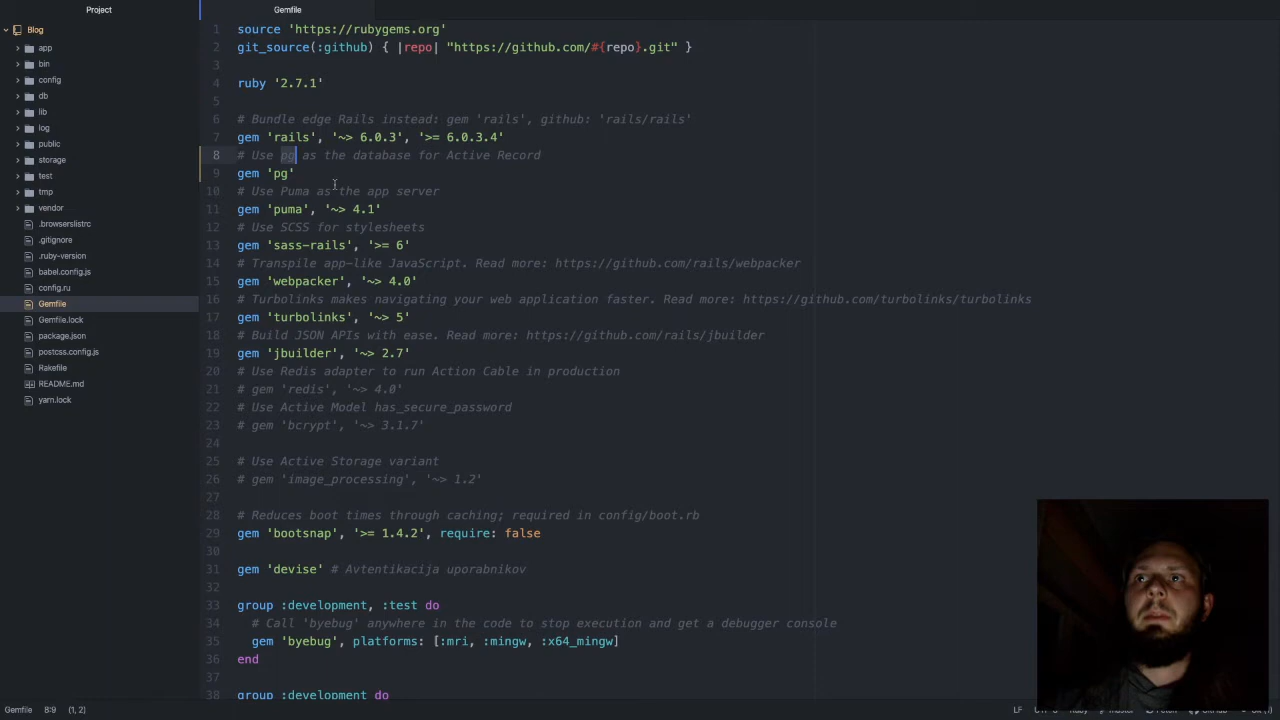 Project
Gemfile
Blog
app
bin
config
db
lib
log
public
storage
test
tmp
vendor
.browserslistrc
.gitignore
.ruby-version
babel.config.js
config.ru
Gemfile
Gemfile.lock
package.json
postcss.config.js
Rakefile
README.md
yarn.lock
1 source 'https://rubygems.org'
2 git_source(:github) { |repo| "https://github.com/#{repo}.git" }
3
4 ruby '2.7.1'
5
6 # Bundle edge Rails instead: gem 'rails', github: 'rails/rails'
7 gem 'rails', '~> 6.0.3', '>= 6.0.3.4'
8 # Use pg as the database for Active Record
9 gem 'pg'
10 # Use Puma as the app server
11 gem 'puma', '~> 4.1'
12 # Use SCSS for stylesheets
13 gem 'sass-rails', '>= 6'
14 # Transpile app-like JavaScript. Read more: https://github.com/rails/webpacker
15 gem 'webpacker', '~> 4.0'
16 # Turbolinks makes navigating your web application faster. Read more: https://github.com/turbolinks/turbolinks
17 gem 'turbolinks', '~> 5'
18 # Build JSON APIs with ease. Read more: https://github.com/rails/jbuilder
19 gem 'jbuilder', '~> 2.7'
20 # Use Redis adapter to run Action Cable in production
21 # gem 'redis', '~> 4.0'
22 # Use Active Model has_secure_password
23 # gem 'bcrypt', '~> 3.1.7'
24
25 # Use Active Storage variant
26 # gem 'image_processing', '~> 1.2'
27
28 # Reduces boot times through caching; required in config/boot.rb
29 gem 'bootsnap', '>= 1.4.2', require: false
30
31 gem 'devise' # Avtentikacija uporabnikov
32
33 group :development, :test do
34 # Call 'byebug' anywhere in the code to stop execution and get a debugger console
35 gem 'byebug', platforms: [:mri, :mingw, :x64_mingw]
36 end
37
38 group :development do
Gemfile 8:9 (1, 2)
LF